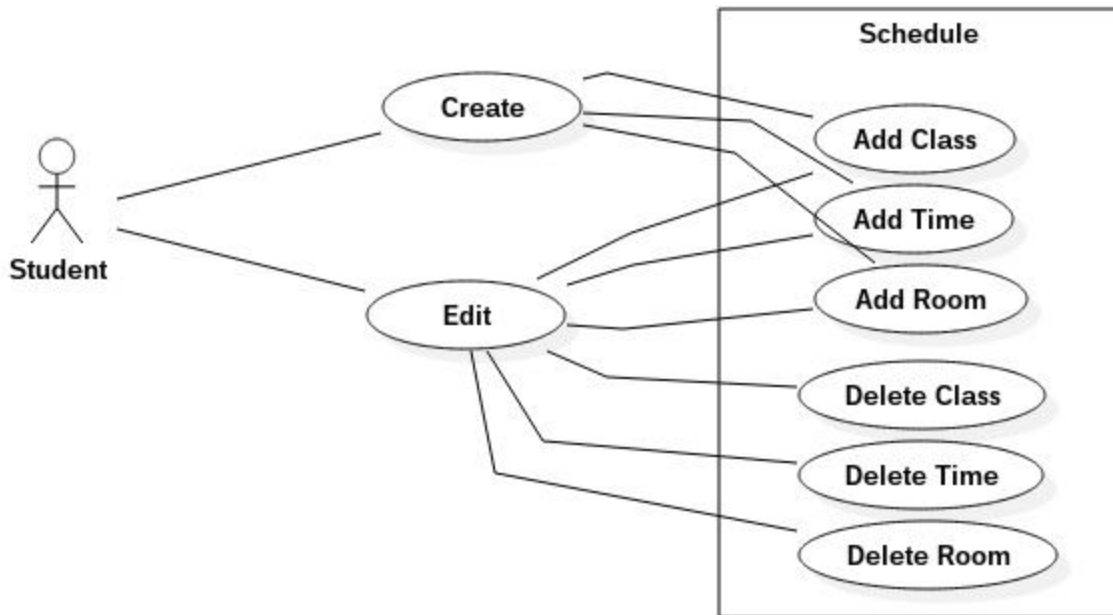 Schedule
Create
Add Class
Add Time
Student
Add Room
Edit
Delete Class
Delete Time
Delete Room